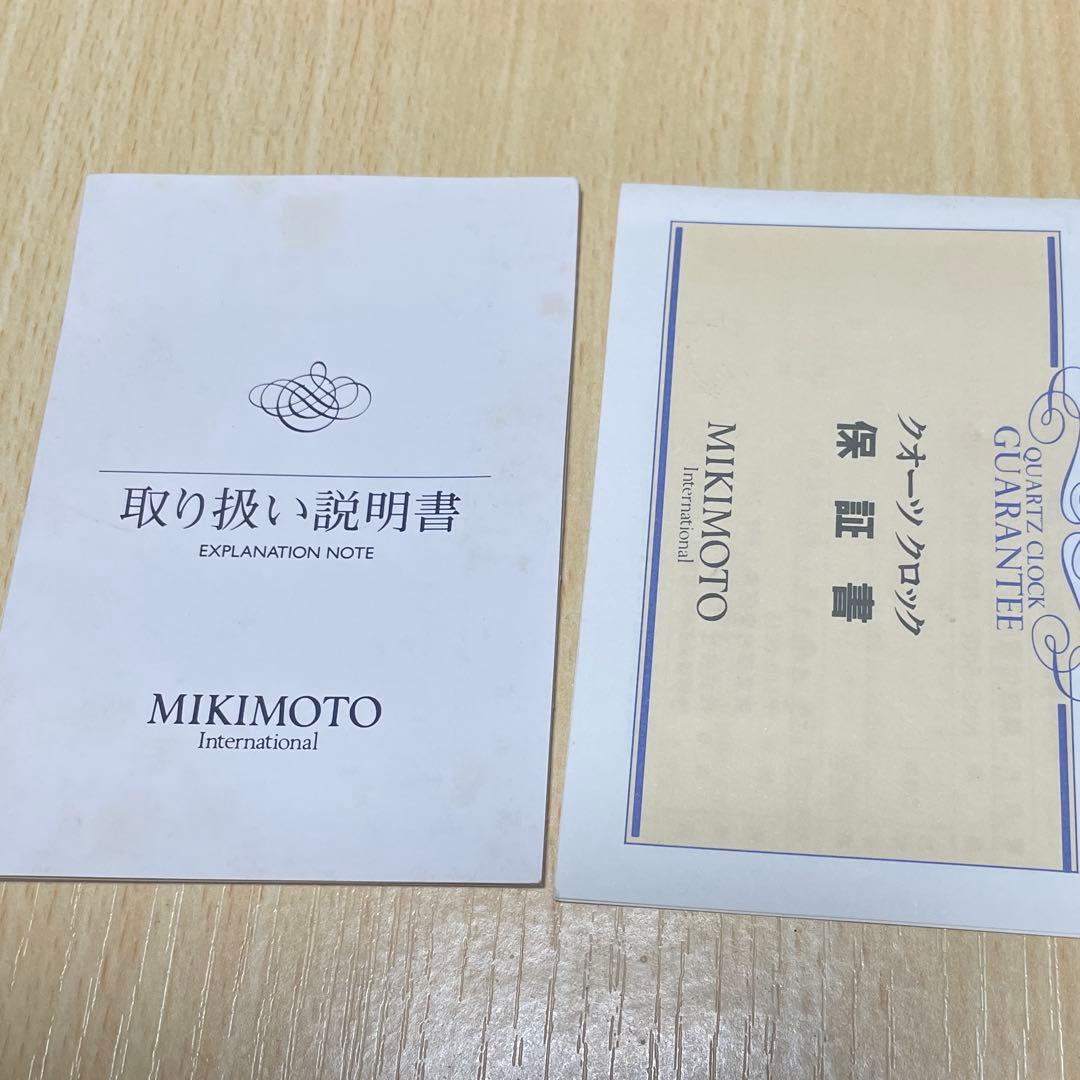 取り扱い説明書
EXPLANATION NOTE
MIKIMOTO
International
QUARTZ CLOCK
GUARANTEE
クォーツ クロック
保証書
MIKIMOTO
International